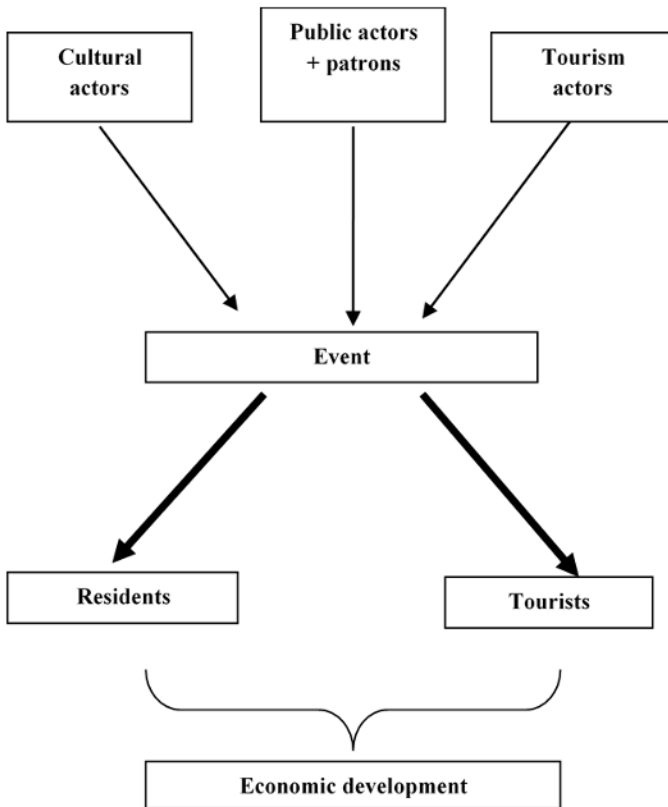 Cultural
actors
Public actors
+ patrons
Tourism
actors
Event
Residents
Tourists
Economic development